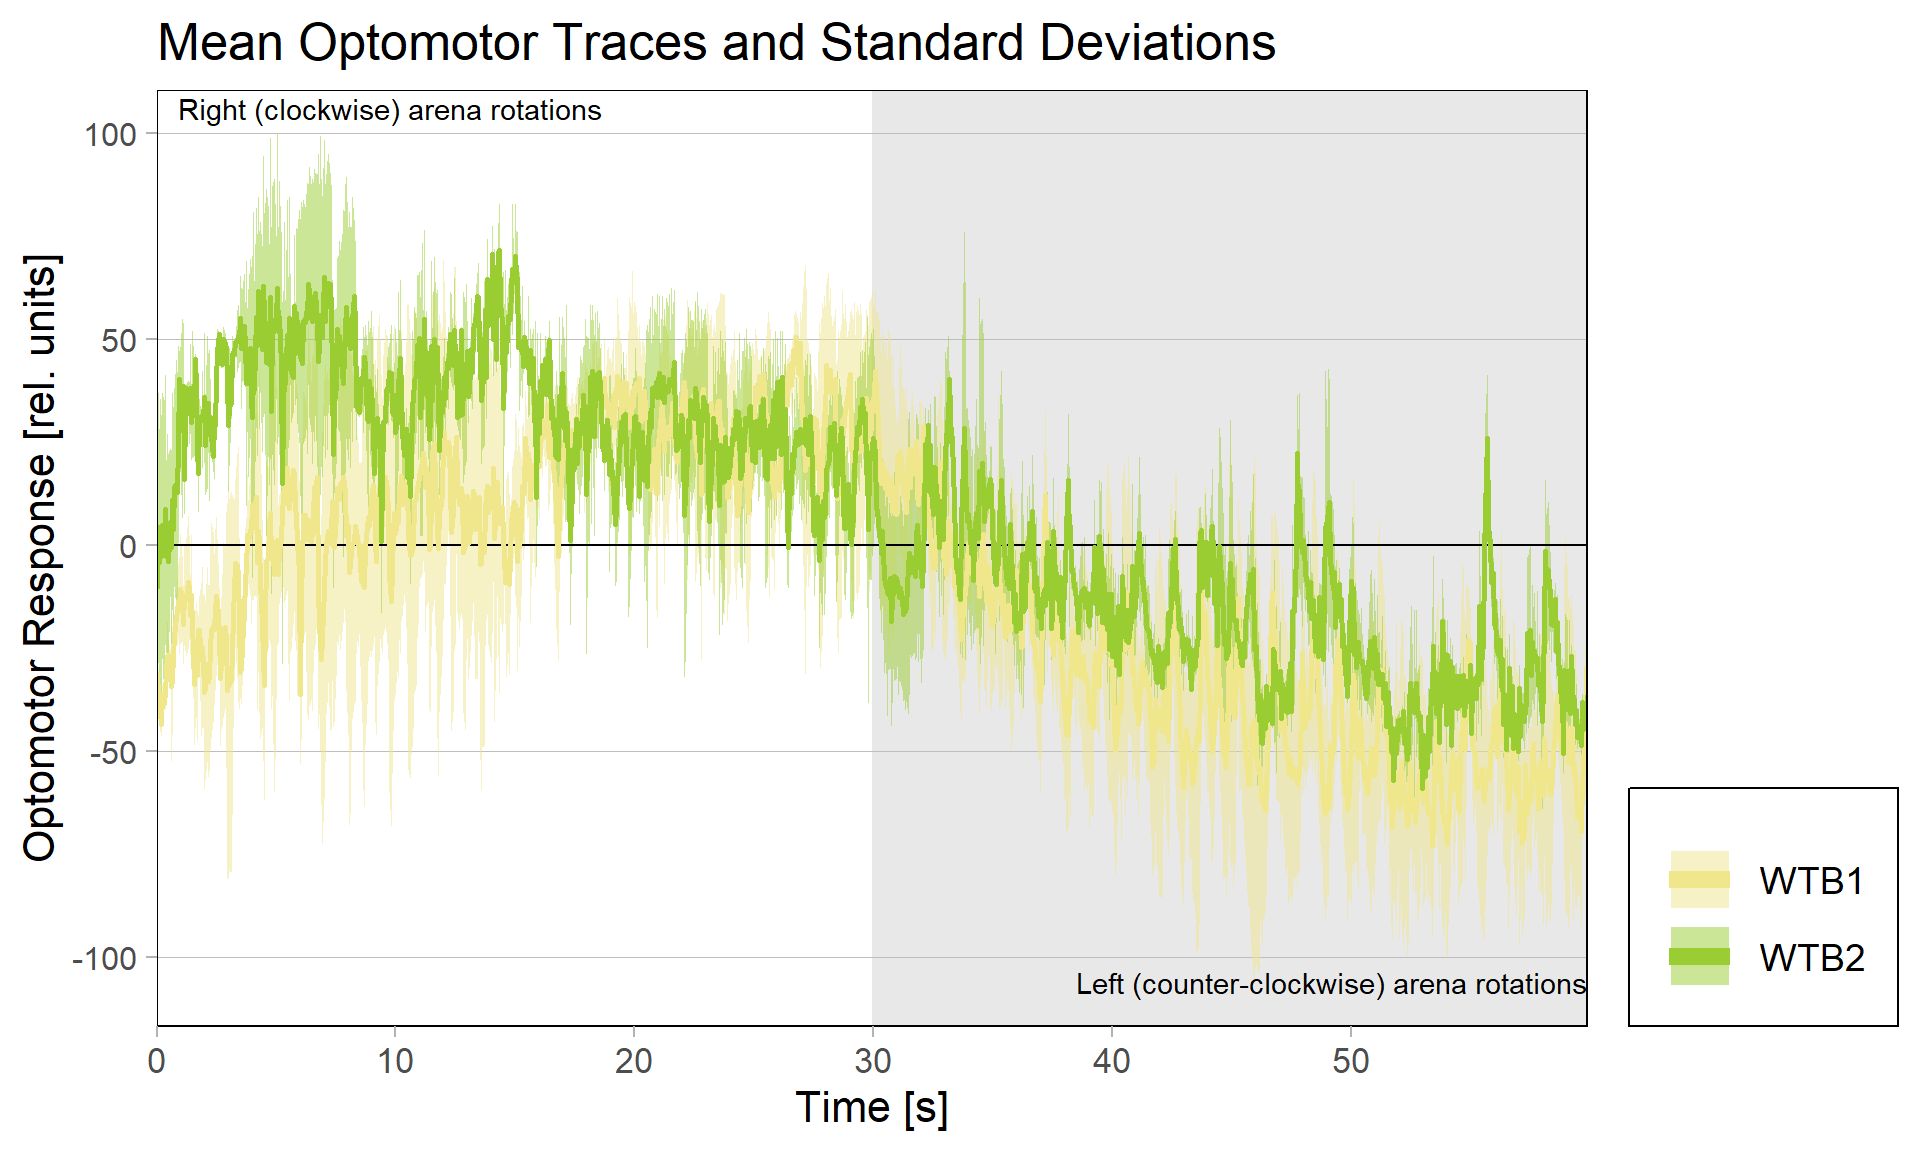 Mean Optomotor Traces and Standard Deviations
Right (clockwise) arena rotations
Optomotor Response [rel. units]
100
50
0
-50
-100
Left (counter-clockwise) arena rotations
0 10 20 30 40 50
Time [s]
WTB1
WTB2